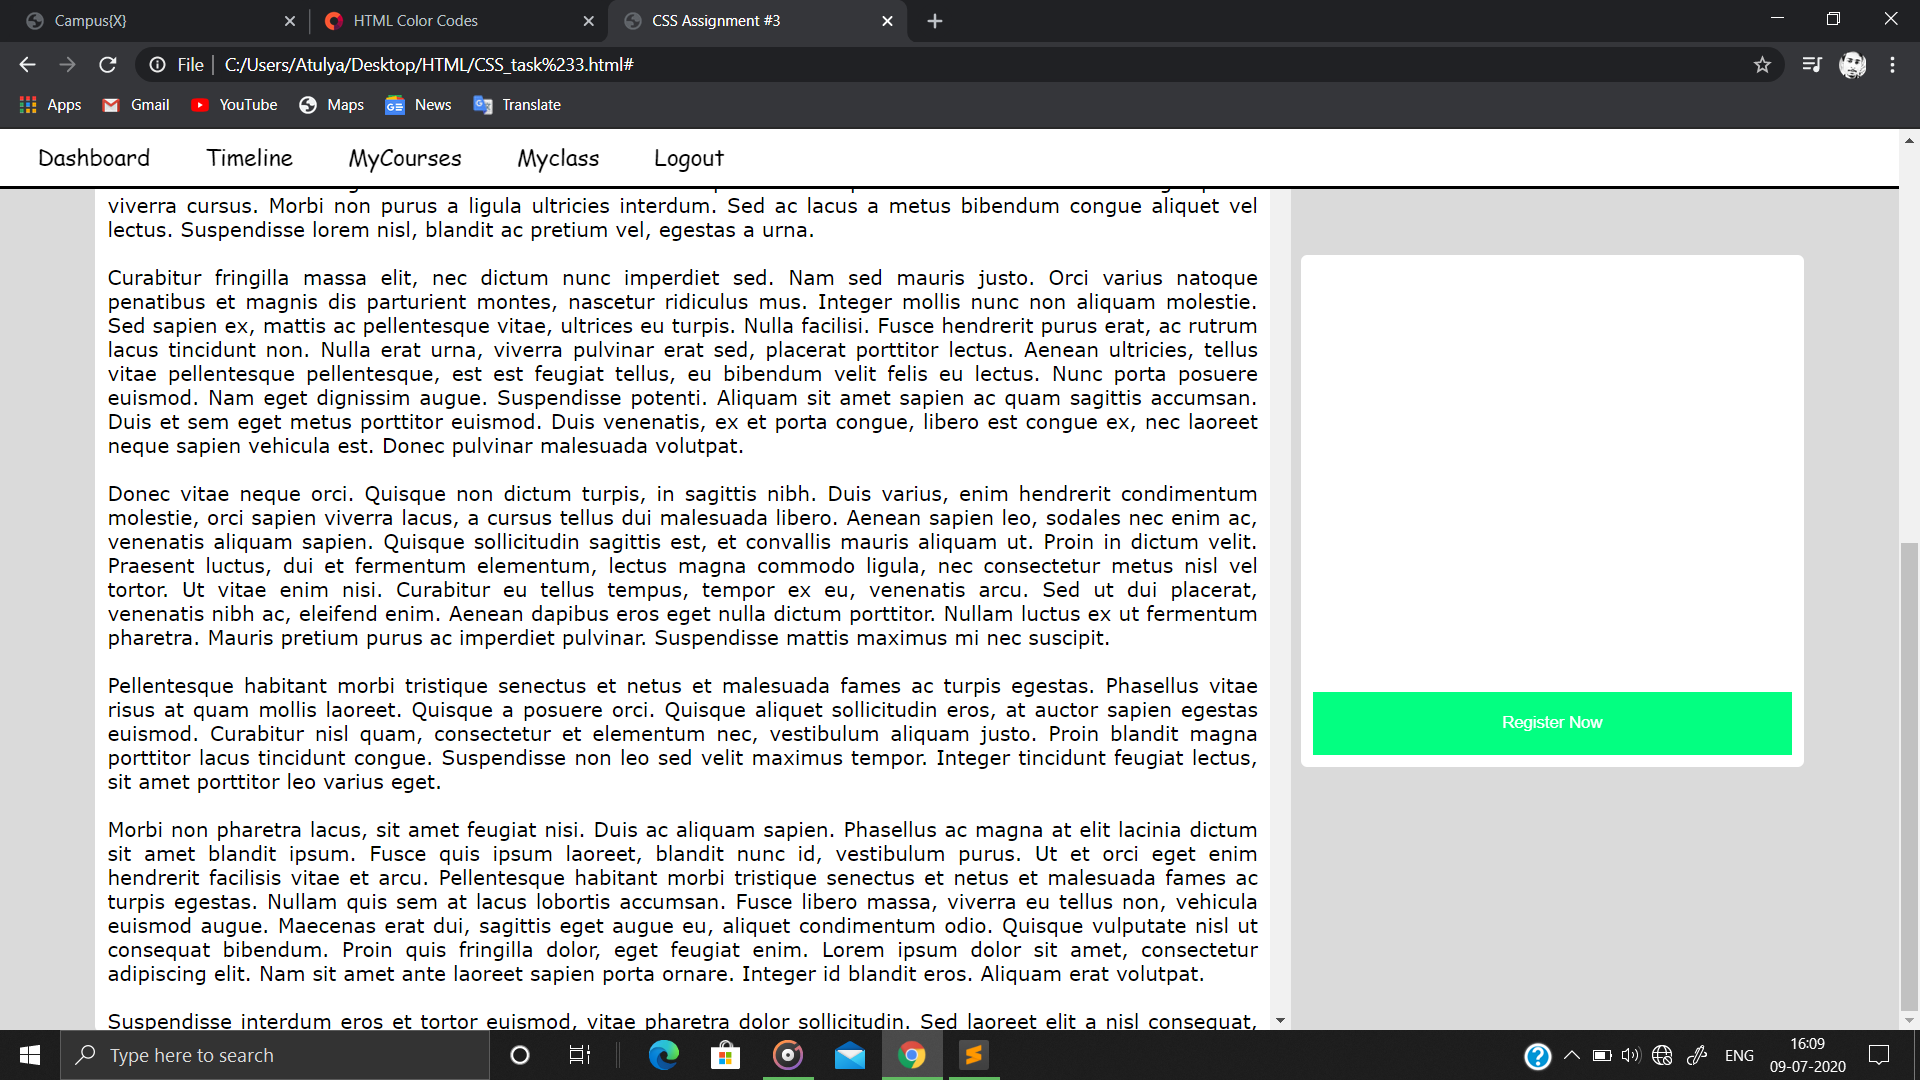 Campus{X}
HTML Color Codes
CSS Assignment #3
File
C:/Users/Atulya/Desktop/HTML/CSS_task%233.html#
Apps
Gmail
YouTube
Maps
News
Translate
Dashboard
Timeline
MyCourses
Myclass
Logout
viverra cursus. Morbi non purus a ligula ultricies interdum. Sed ac lacus a metus bibendum congue aliquet vel
lectus. Suspendisse lorem nisl, blandit ac pretium vel, egestas a urna.
Curabitur fringilla massa elit, nec dictum nunc imperdiet sed. Nam sed mauris justo. Orci varius natoque
penatibus et magnis dis parturient montes, nascetur ridiculus mus. Integer mollis nunc non aliquam molestie.
Sed sapien ex, mattis ac pellentesque vitae, ultrices eu turpis. Nulla facilisi. Fusce hendrerit purus erat, ac rutrum
lacus tincidunt non. Nulla erat urna, viverra pulvinar erat sed, placerat porttitor lectus. Aenean ultricies, tellus
vitae pellentesque pellentesque, est est feugiat tellus, eu bibendum velit felis eu lectus. Nunc porta posuere
euismod. Nam eget dignissim augue. Suspendisse potenti. Aliquam sit amet sapien ac quam sagittis accumsan.
Duis et sem eget metus porttitor euismod. Duis venenatis, ex et porta congue, libero est congue ex, nec laoreet
neque sapien vehicula est. Donec pulvinar malesuada volutpat.
Donec vitae neque orci. Quisque non dictum turpis, in sagittis nibh. Duis varius, enim hendrerit condimentum
molestie, orci sapien viverra lacus, a cursus tellus dui malesuada libero. Aenean sapien leo, sodales nec enim ac,
venenatis aliquam sapien. Quisque sollicitudin sagittis est, et convallis mauris aliquam ut. Proin in dictum velit.
Praesent luctus, dui et fermentum elementum, lectus magna commodo ligula, nec consectetur metus nisl vel
tortor. Ut vitae enim nisi. Curabitur eu tellus tempus, tempor ex eu, venenatis arcu. Sed ut dui placerat,
venenatis nibh ac, eleifend enim. Aenean dapibus eros eget nulla dictum porttitor. Nullam luctus ex ut fermentum
pharetra. Mauris pretium purus ac imperdiet pulvinar. Suspendisse mattis maximus mi nec suscipit.
Pellentesque habitant morbi tristique senectus et netus et malesuada fames ac turpis egestas. Phasellus vitae
risus at quam mollis laoreet. Quisque a posuere orci. Quisque aliquet sollicitudin eros, at auctor sapien egestas
euismod. Curabitur nisl quam, consectetur et elementum nec, vestibulum aliquam justo. Proin blandit magna
porttitor lacus tincidunt congue. Suspendisse non leo sed velit maximus tempor. Integer tincidunt feugiat lectus,
sit amet porttitor leo varius eget.
Morbi non pharetra lacus, sit amet feugiat nisi. Duis ac aliquam sapien. Phasellus ac magna at elit lacinia dictum
sit amet blandit ipsum. Fusce quis ipsum laoreet, blandit nunc id, vestibulum purus. Ut et orci eget enim
hendrerit facilisis vitae et arcu. Pellentesque habitant morbi tristique senectus et netus et malesuada fames ac
turpis egestas. Nullam quis sem at lacus lobortis accumsan. Fusce libero massa, viverra eu tellus non, vehicula
euismod augue. Maecenas erat dui, sagittis eget augue eu, aliquet condimentum odio. Quisque vulputate nisl ut
consequat bibendum. Proin quis fringilla dolor, eget feugiat enim. Lorem ipsum dolor sit amet, consectetur
adipiscing elit. Nam sit amet ante laoreet sapien porta ornare. Integer id blandit eros. Aliquam erat volutpat.
Suspendisse interdum eros et tortor euismod, vitae pharetra dolor sollicitudin. Sed laoreet elit a nisl consequat,
Register Now
Type here to search
ENG
16:09
09-07-2020